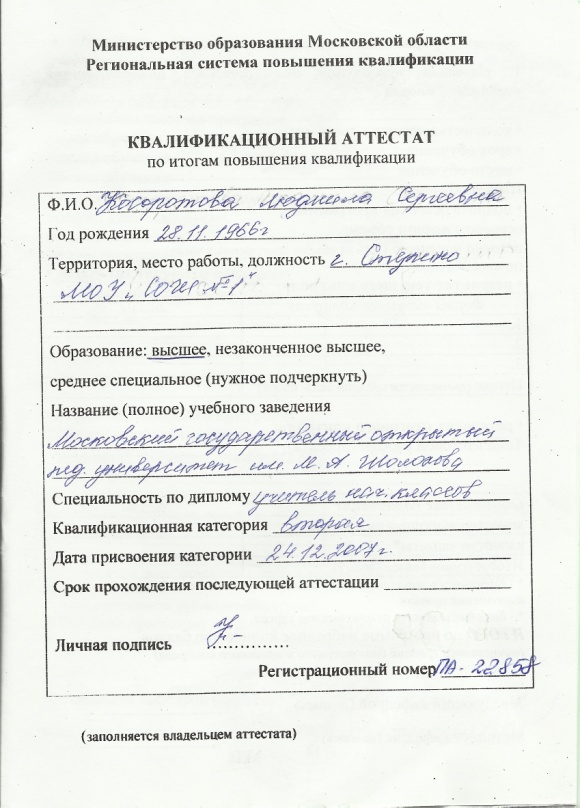 Министерство образования Московской области
Региональная система повышения квалификации
КВАЛИФИКАЦИОННЫЙ АТТЕСТАТ
по итогам повышения квалификации
Ф.И.О. Косоротова Людмила Сергеевна
Год рождения 28.11.1966г
Территория, место работы, должность г. Ступино
МОУ „СОШ №1"
Образование: высшее, незаконченное высшее,
среднее специальное (нужное подчеркнуть)
Название (полное) учебного заведения
Московский государственный открытый
пед. университет им. М. А. Шолохова
Специальность по диплому учитель нач. классов
Квалификационная категория вторая
Дата присвоения категории 24.12.2007г.
Срок прохождения последующей аттестации
Личная подпись
Регистрационный номер ПА-22858
(заполняется владельцем аттестата)